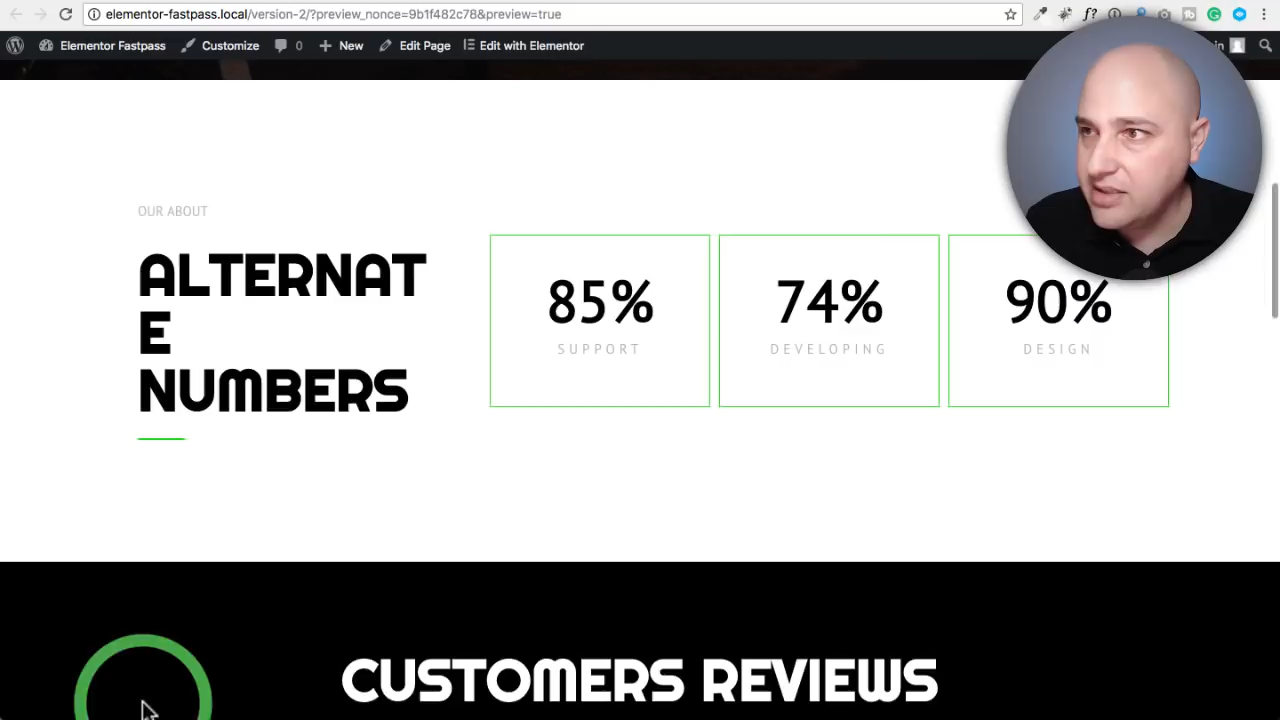 elementor-fastpass.local/version-2/?preview_nonce=9b1f482c78&preview=true
f?
Elementor Fastpass
Customize
0
New
Edit Page
Edit with Elementor
in
OUR ABOUT
ALTERNAT
E
NUMBERS
85%
SUPPORT
74%
DEVELOPING
90%
DESIGN
CUSTOMERS REVIEWS